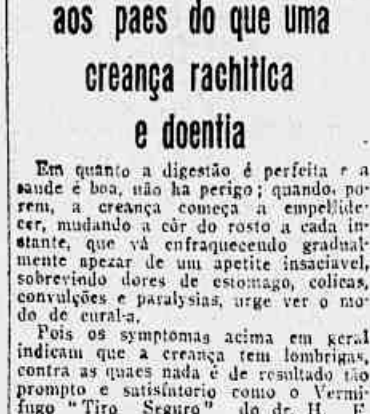 aos paes do que uma
creança rachitica
e doentia
Em quanto a digestão é perfeita e a
saude é boa, não ha perigo; quando, po-
rem, a creança começa a empellide-
cer, mudando a côr do rosto a cada in-
stante, que vá enfraquecendo gradual-
mente apezar de um apetite insaciavel,
sobrevindo dores de estomago, colicas,
convulções e paralysias, urge ver o mo-
do de cural-a.
Pois os symptomas acima em geral
indicam que a creança tem lombrigas,
contra as quaes nada é de resultado tão
prompto e satisfatorio como o Vermi-
fugo "Tiro Seguro" do dr. H. F.